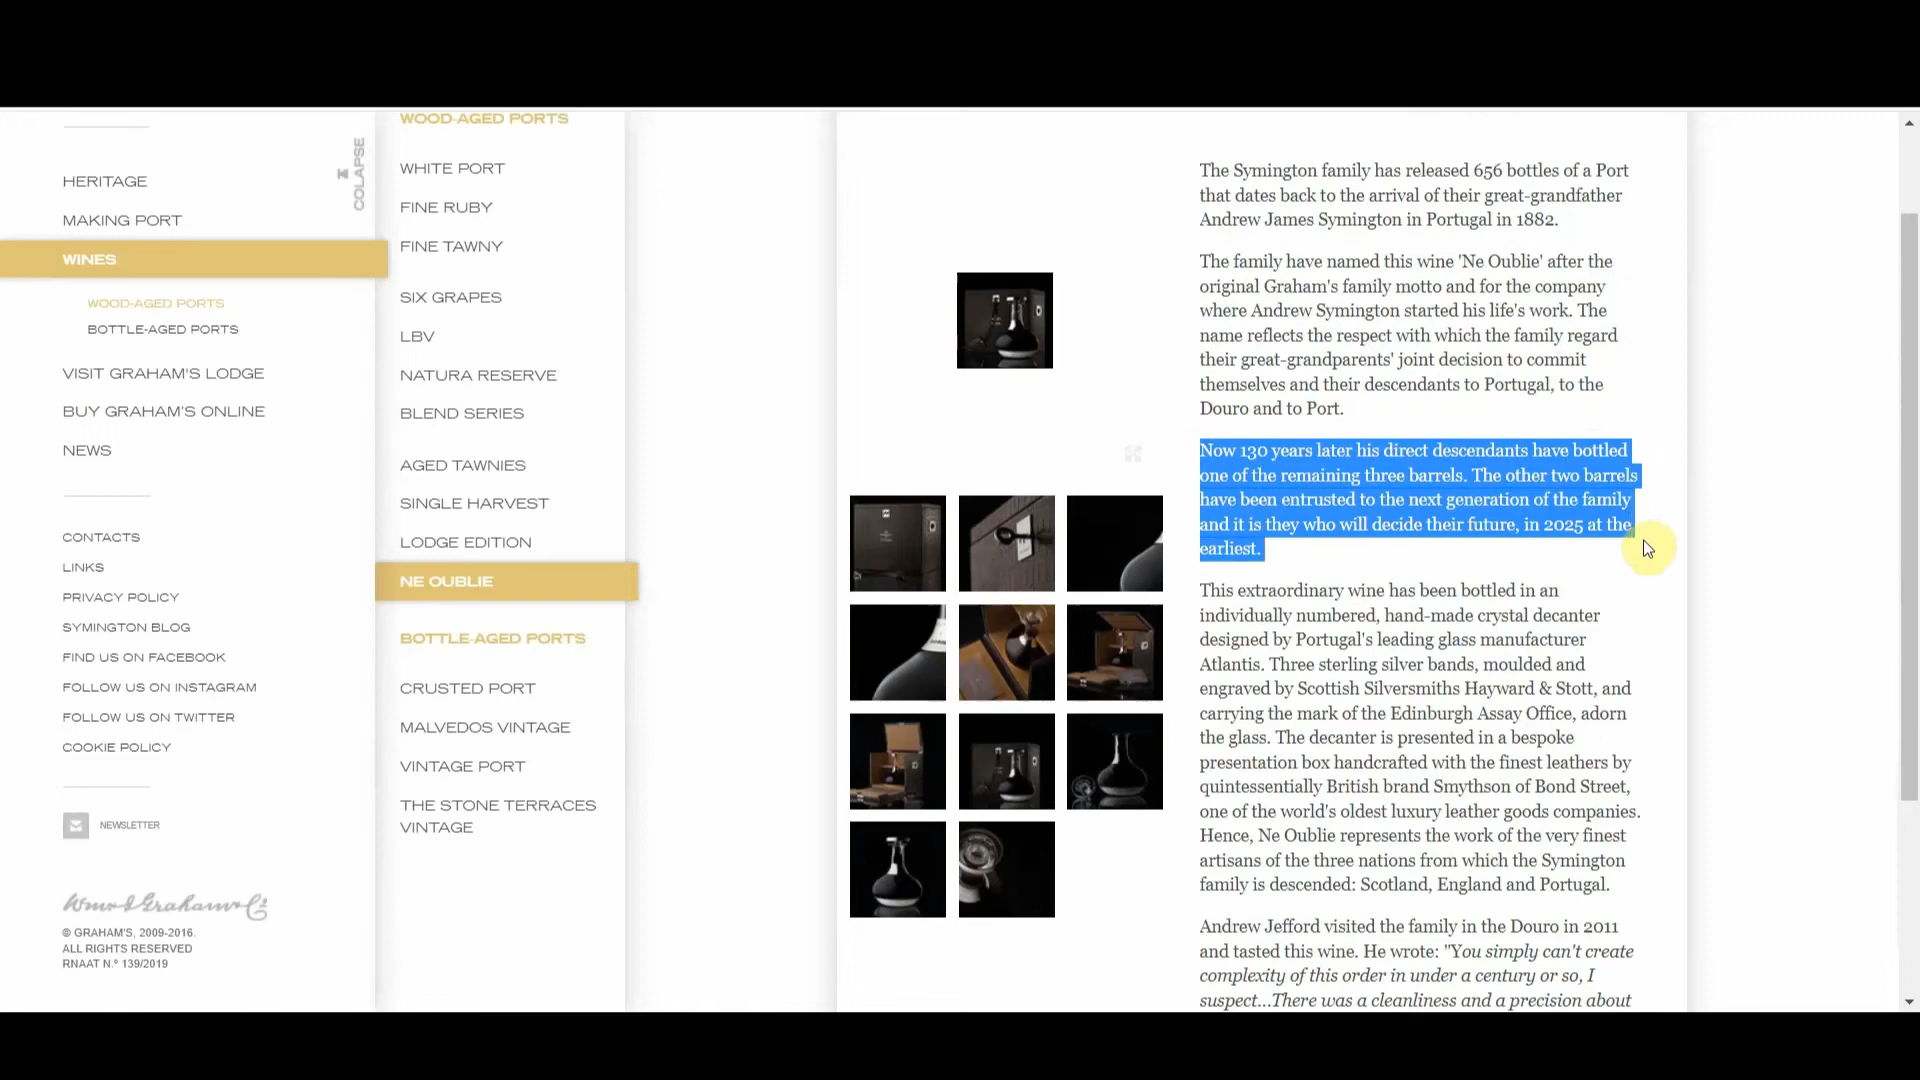 COLAPSE
HERITAGE
MAKING PORT
WINES
WOOD-AGED PORTS
BOTTLE-AGED PORTS
VISIT GRAHAM'S LODGE
BUY GRAHAM'S ONLINE
NEWS
CONTACTS
LINKS
PRIVACY POLICY
SYMINGTON BLOG
FIND US ON FACEBOOK
FOLLOW US ON INSTAGRAM
FOLLOW US ON TWITTER
COOKIE POLICY
NEWSLETTER
© GRAHAM'S, 2009-2016.
ALL RIGHTS RESERVED
RNAAT N.º 139/2019
WOOD-AGED PORTS
WHITE PORT
FINE RUBY
FINE TAWNY
SIX GRAPES
LBV
NATURA RESERVE
BLEND SERIES
AGED TAWNIES
SINGLE HARVEST
LODGE EDITION
NE OUBLIE
BOTTLE-AGED PORTS
CRUSTED PORT
MALVEDOS VINTAGE
VINTAGE PORT
THE STONE TERRACES
VINTAGE
The Symington family has released 656 bottles of a Port
that dates back to the arrival of their great-grandfather
Andrew James Symington in Portugal in 1882.
The family have named this wine 'Ne Oublie' after the
original Graham's family motto and for the company
where Andrew Symington started his life's work. The
name reflects the respect with which the family regard
their great-grandparents' joint decision to commit
themselves and their descendants to Portugal, to the
Douro and to Port.
Now 130 years later his direct descendants have bottled
one of the remaining three barrels. The other two barrels
have been entrusted to the next generation of the family
and it is they who will decide their future, in 2025 at the
earliest.
This extraordinary wine has been bottled in an
individually numbered, hand-made crystal decanter
designed by Portugal's leading glass manufacturer
Atlantis. Three sterling silver bands, moulded and
engraved by Scottish Silversmiths Hayward & Stott, and
carrying the mark of the Edinburgh Assay Office, adorn
the glass. The decanter is presented in a bespoke
presentation box handcrafted with the finest leathers by
quintessentially British brand Smythson of Bond Street,
one of the world's oldest luxury leather goods companies.
Hence, Ne Oublie represents the work of the very finest
artisans of the three nations from which the Symington
family is descended: Scotland, England and Portugal.
Andrew Jefford visited the family in the Douro in 2011
and tasted this wine. He wrote: "You simply can't create
complexity of this order in under a century or so, I
suspect...There was a cleanliness and a precision about